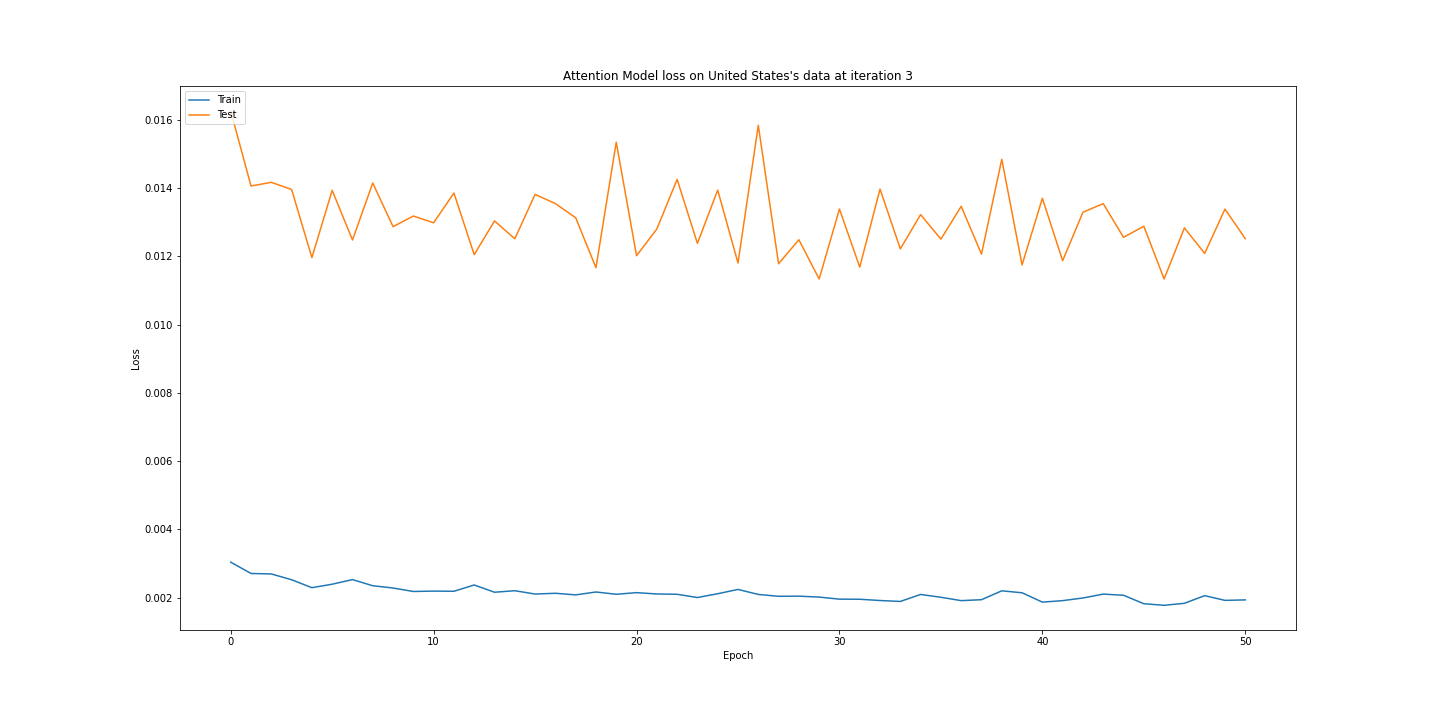 Attention Model loss on United States's data at iteration 3
Train
Test
0.016
0.014
0.012
0.010
0.008
0.006
0.004
0.002
Loss
0 10 20 30 40 50
Epoch